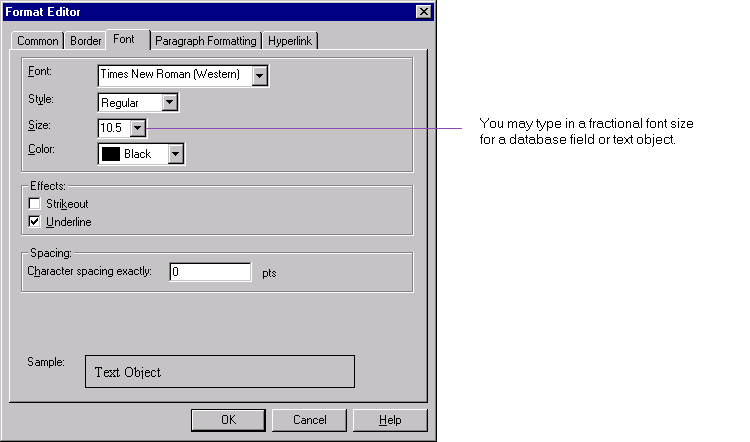 Format Editor
Common Border Font Paragraph Formatting Hyperlink
Font: Times New Roman (Western)
Style: Regular
Size: 10.5
You may type in a fractional font size
for a database field or text object.
Color: Black
Effects:
Strikeout
Underline
Spacing:
Character spacing exactly: 0 pts
Sample: Text Object
OK Cancel Help